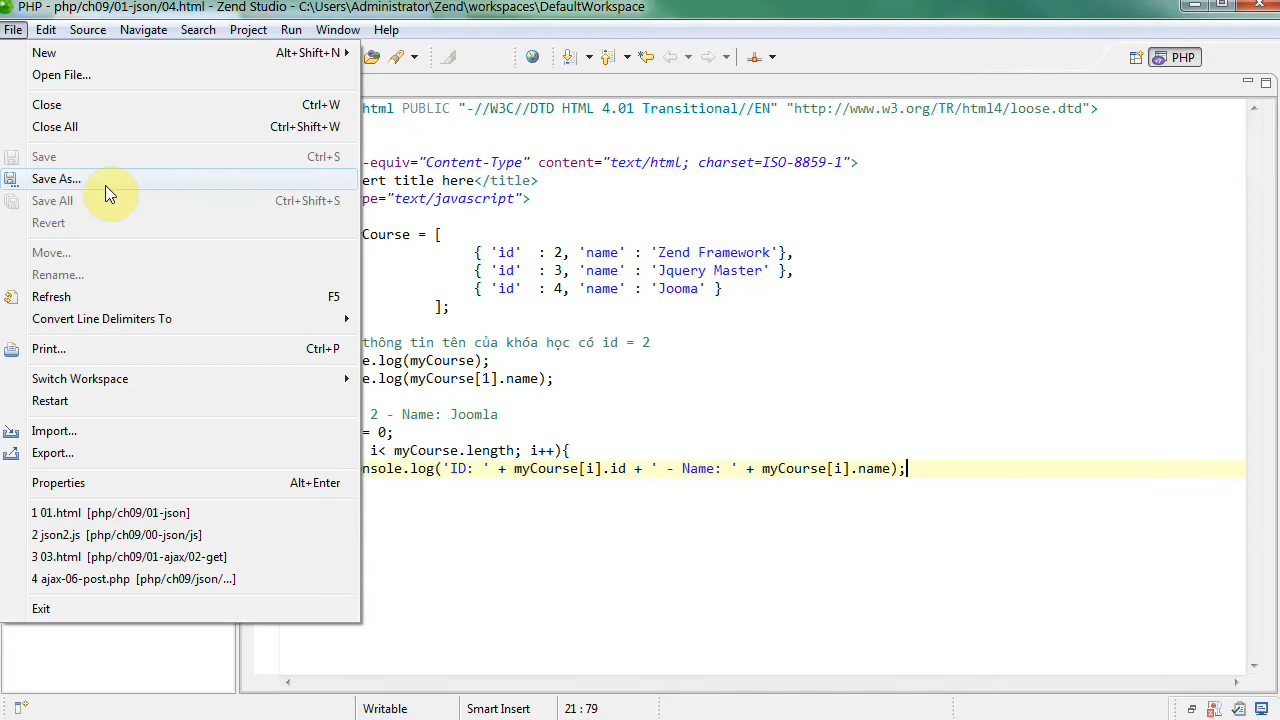 PHP - php/ch09/01-json/04.html - Zend Studio - C:\Users\Administrator\Zend\workspaces\DefaultWorkspace
File Edit Source Navigate Search Project Run Window Help
New Alt+Shift+N
Open File...
Close Ctrl+W
Close All Ctrl+Shift+W
Save Ctrl+S
Save As...
Save All Ctrl+Shift+S
Revert
Move...
Rename...
Refresh F5
Convert Line Delimiters To
Print... Ctrl+P
Switch Workspace
Restart
Import...
Export...
Properties Alt+Enter
1 01.html [php/ch09/01-json]
2 json2.js [php/ch09/00-json/js]
3 03.html [php/ch09/01-ajax/02-get]
4 ajax-06-post.php [php/ch09/json/...]
Exit
PHP
html PUBLIC "-//W3C//DTD HTML 4.01 Transitional//EN" "http://www.w3.org/TR/html4/loose.dtd">
-equiv="Content-Type" content="text/html; charset=ISO-8859-1">
ert title here</title>
pe="text/javascript">
Course = [
{ 'id' : 2, 'name' : 'Zend Framework'},
{ 'id' : 3, 'name' : 'Jquery Master' },
{ 'id' : 4, 'name' : 'Jooma' }
];
thông tin tên của khóa học có id = 2
e.log(myCourse);
e.log(myCourse[1].name);
2 - Name: Joomla
= 0;
i< myCourse.length; i++){
nsole.log('ID: ' + myCourse[i].id + ' - Name: ' + myCourse[i].name);
Writable Smart Insert 21 : 79